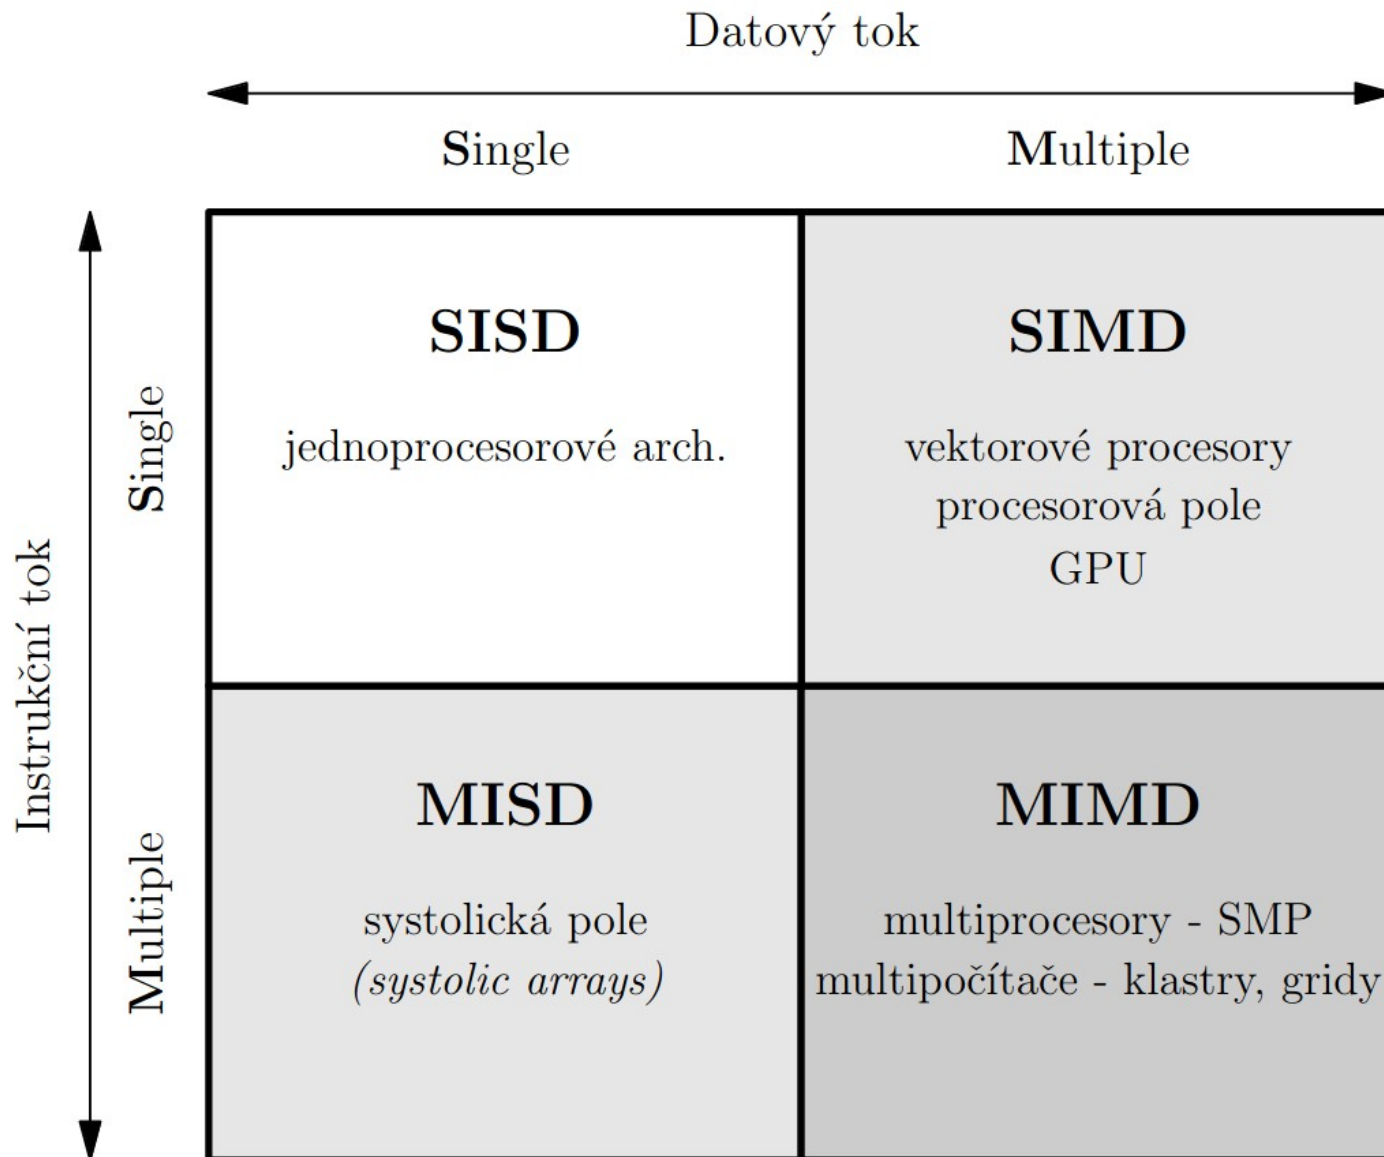 Datový tok
Single
Multiple
Instrukční tok
Single
SISD
jednoprocesorové arch.
SIMD
vektorové procesory
procesorová pole
GPU
Multiple
MISD
systolická pole
(systolic arrays)
MIMD
multiprocesory - SMP
multipočítače - klastry, gridy